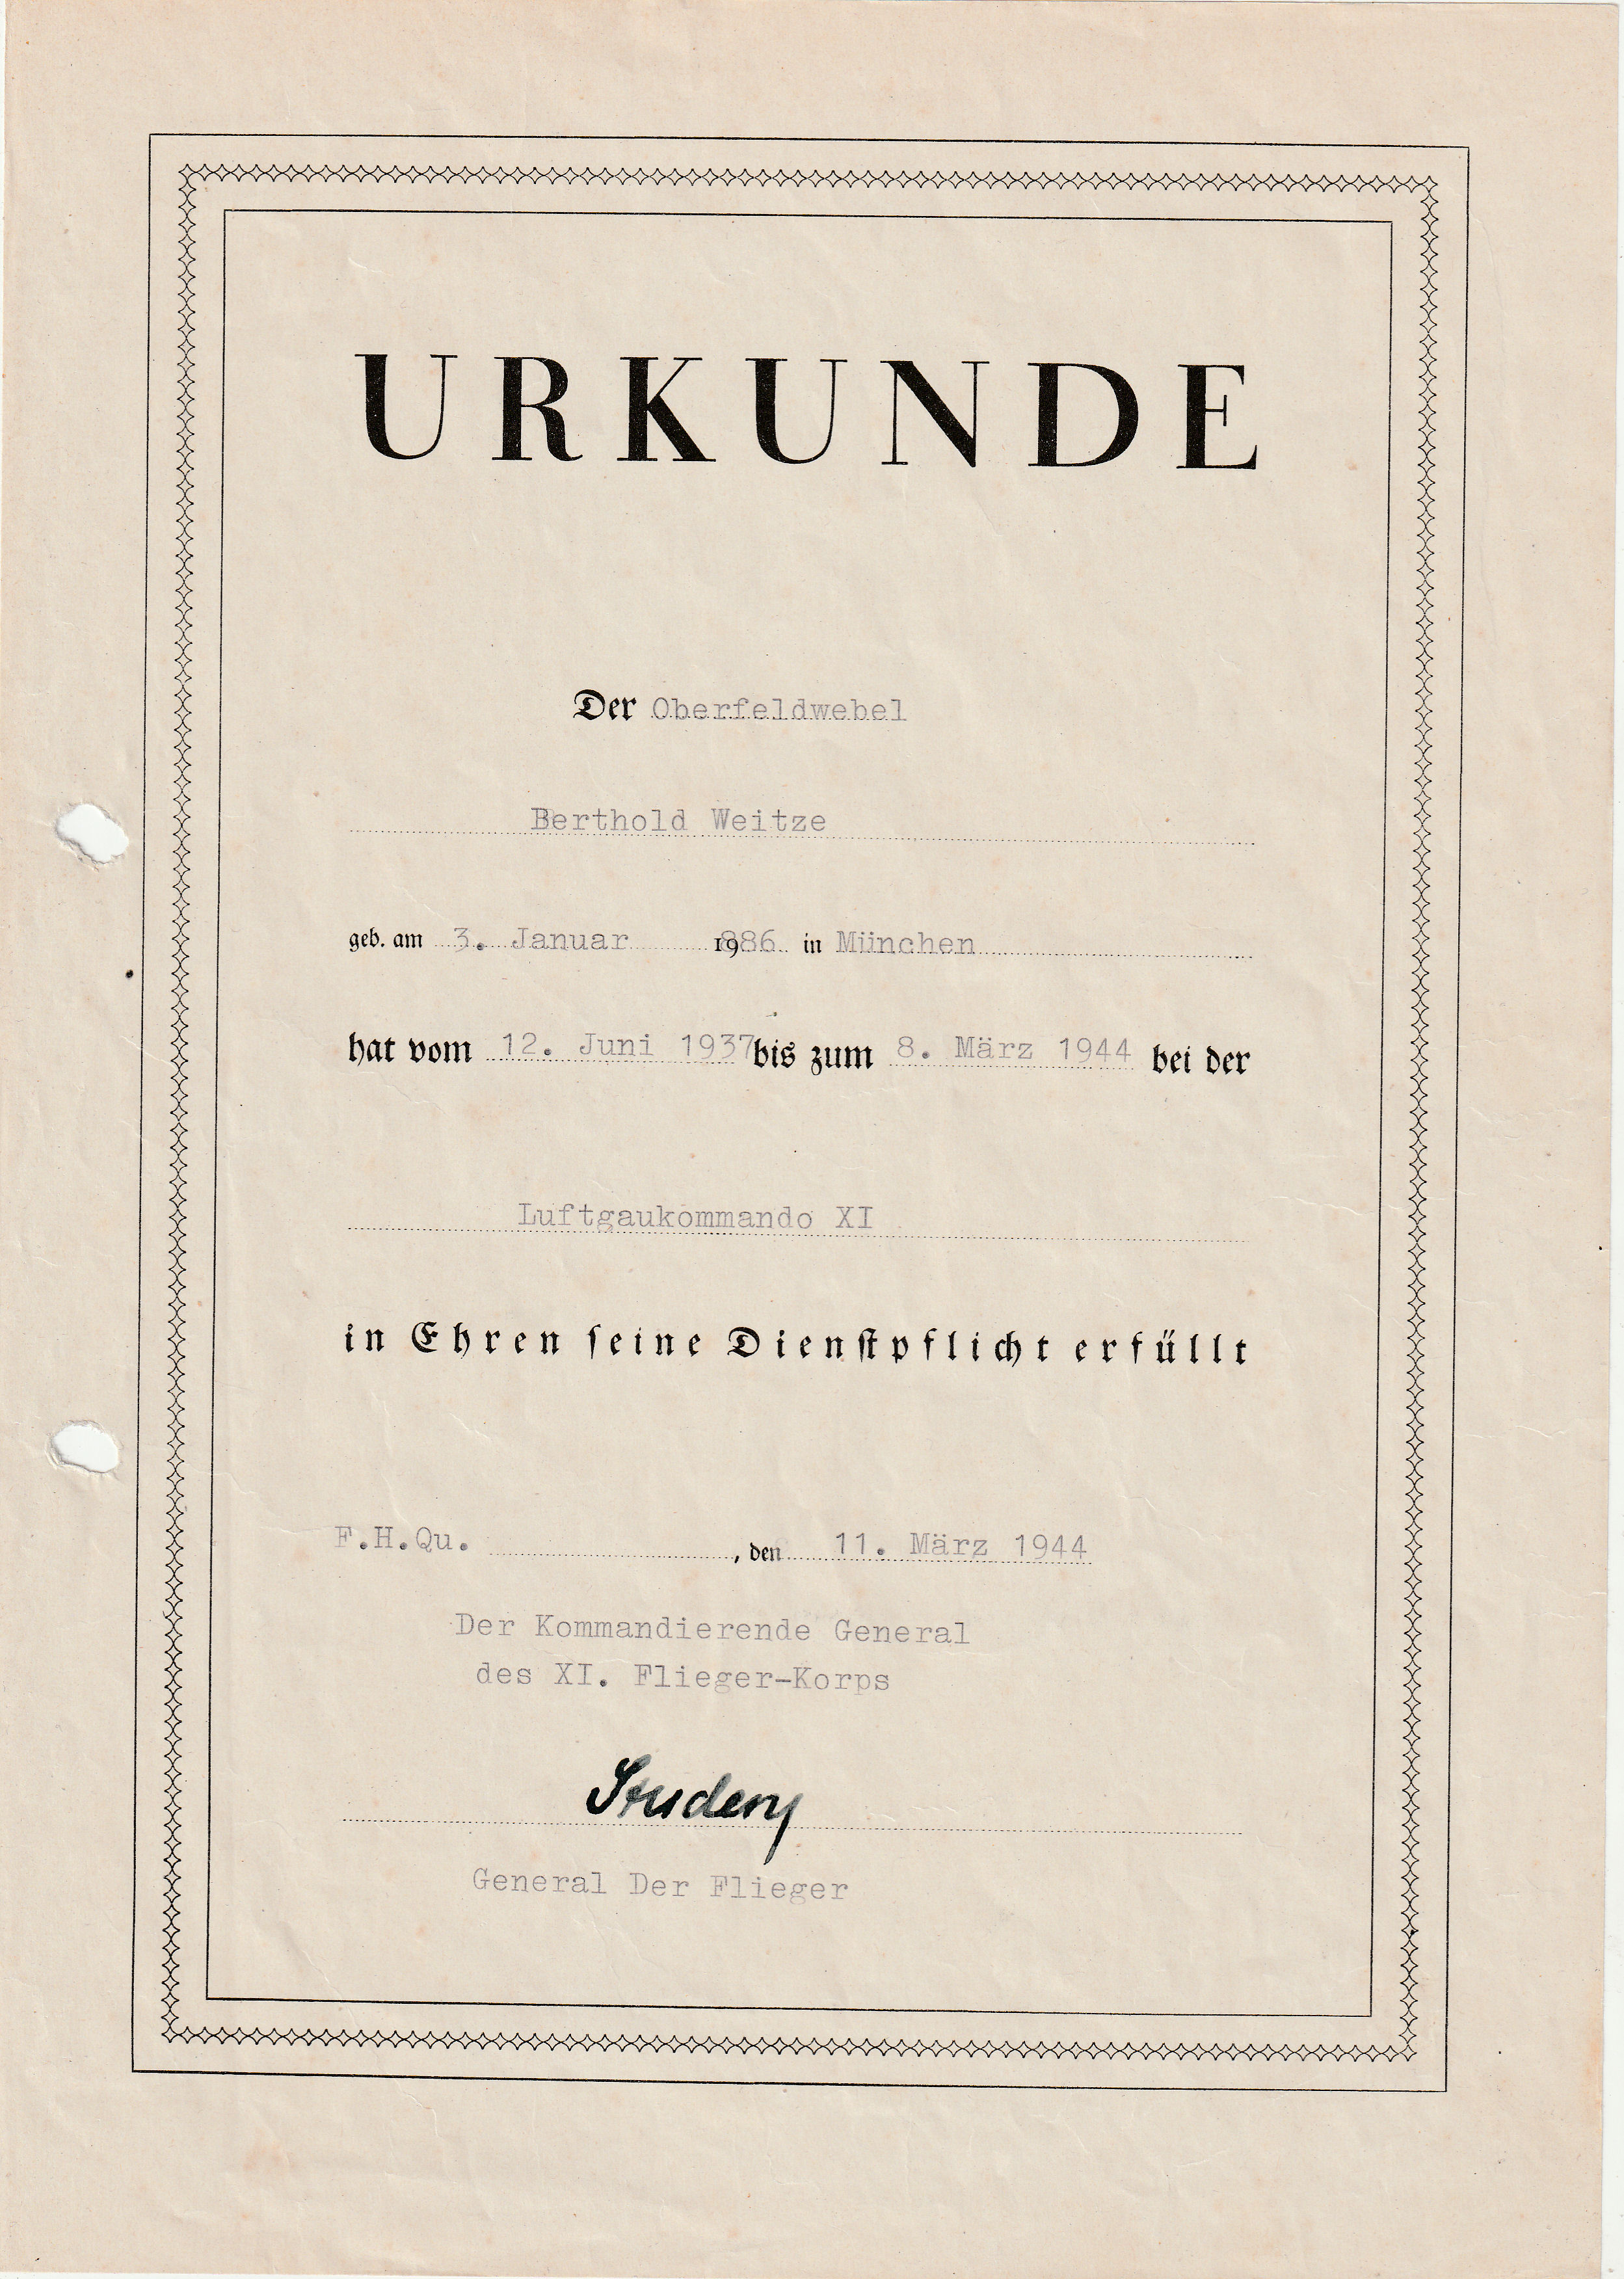 URKUNDE
Der Oberfeldwebel
Berthold Weitze
geb. am 3. Januar 1886 in München
hat vom 12. Juni 1937 bis zum 8. März 1944 bei der
Luftgaukommando XI
in Ehren seine Dienstpflicht erfüllt
F.H.Qu. , den 11. März 1944
Der Kommandierende General
des XI. Flieger-Korps
General Der Flieger